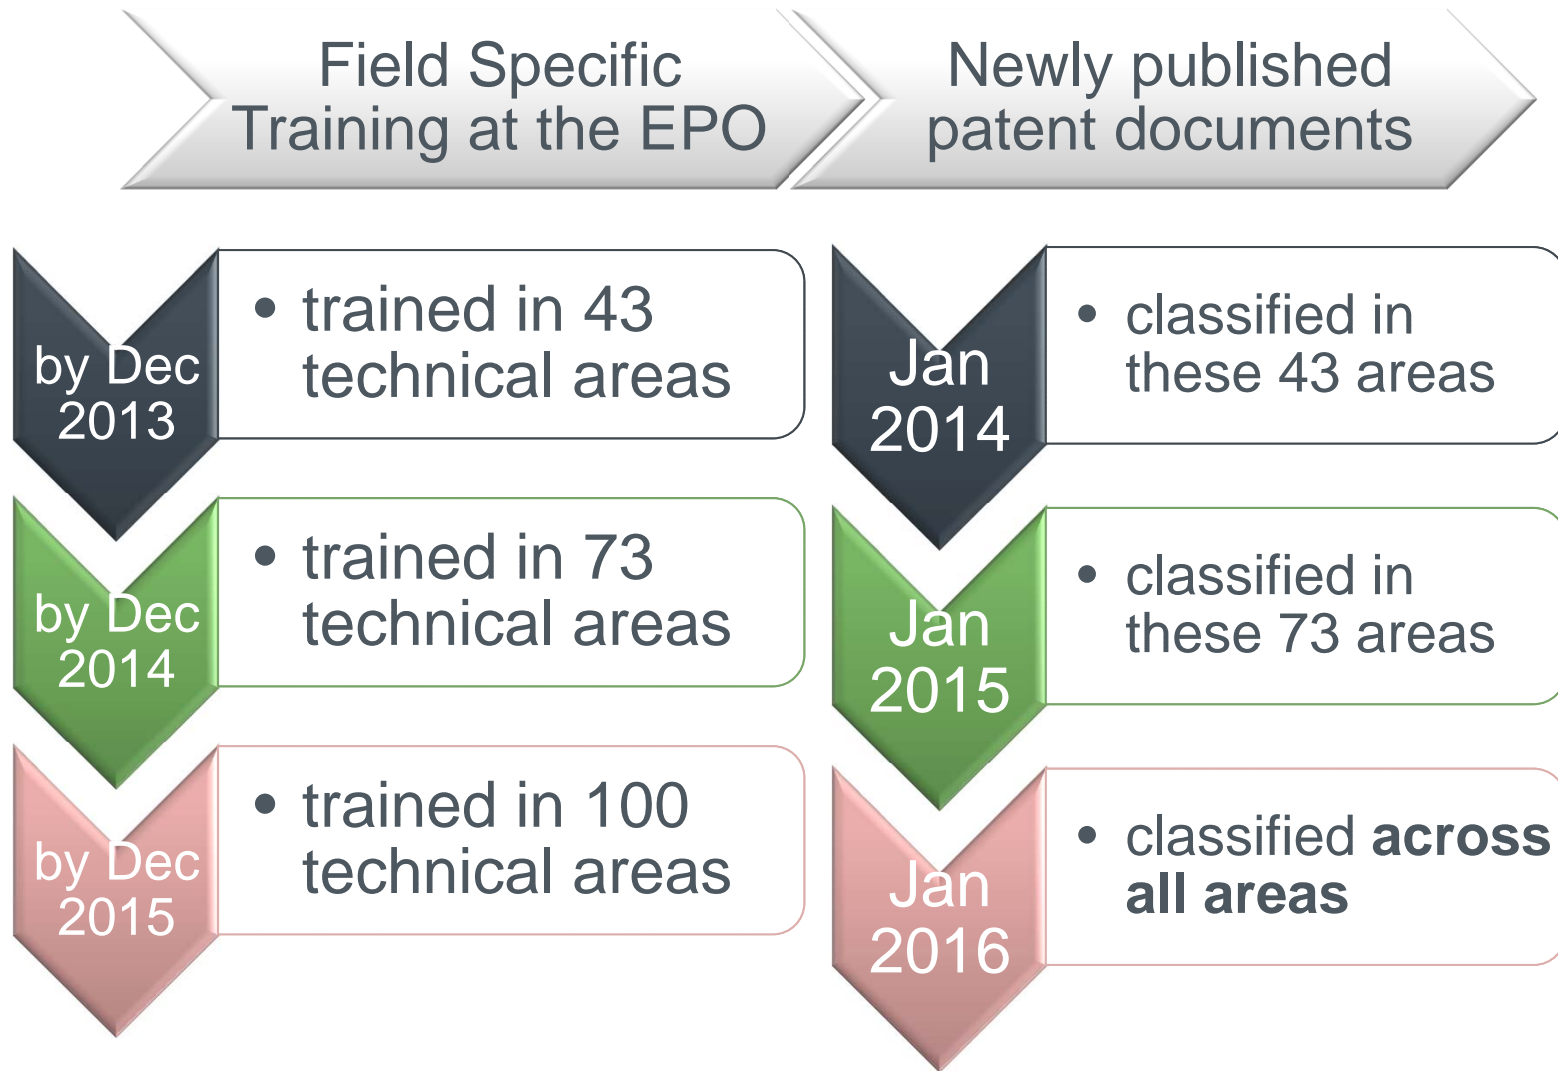 Field Specific
Training at the EPO
Newly published
patent documents
by Dec
2013
• trained in 43
technical areas
Jan
2014
• classified in
these 43 areas
by Dec
2014
• trained in 73
technical areas
Jan
2015
• classified in
these 73 areas
by Dec
2015
• trained in 100
technical areas
Jan
2016
• classified across
all areas